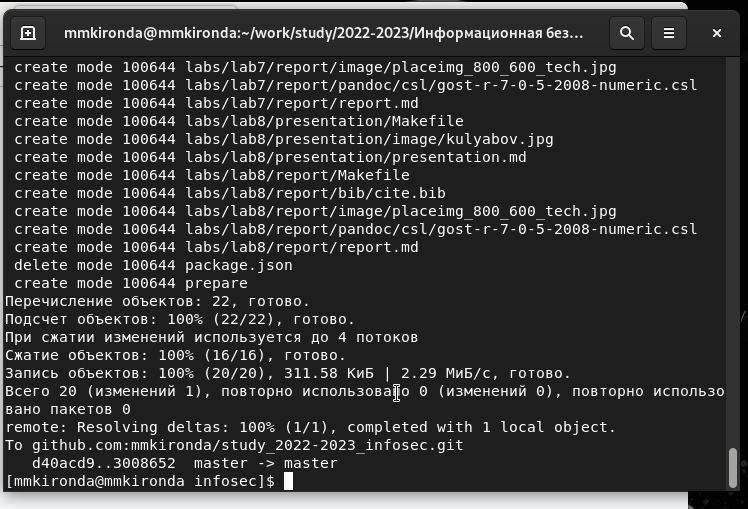 mmkironda@mmkironda:~/work/study/2022-2023/Информационная без...
create mode 100644 labs/lab7/report/image/placeimg_800_600_tech.jpg
create mode 100644 labs/lab7/report/pandoc/csl/gost-r-7-0-5-2008-numeric.csl
create mode 100644 labs/lab7/report/report.md
create mode 100644 labs/lab8/presentation/Makefile
create mode 100644 labs/lab8/presentation/image/kulyabov.jpg
create mode 100644 labs/lab8/presentation/presentation.md
create mode 100644 labs/lab8/report/Makefile
create mode 100644 labs/lab8/report/bib/cite.bib
create mode 100644 labs/lab8/report/image/placeimg_800_600_tech.jpg
create mode 100644 labs/lab8/report/pandoc/csl/gost-r-7-0-5-2008-numeric.csl
create mode 100644 labs/lab8/report/report.md
delete mode 100644 package.json
create mode 100644 prepare
Перечисление объектов: 22, готово.
Подсчет объектов: 100% (22/22), готово.
При сжатии изменений используется до 4 потоков
Сжатие объектов: 100% (16/16), готово.
Запись объектов: 100% (20/20), 311.58 КиБ | 2.29 МиБ/с, готово.
Всего 20 (изменений 1), повторно использовано 0 (изменений 0), повторно использо
вано пакетов 0
remote: Resolving deltas: 100% (1/1), completed with 1 local object.
To github.com:mmkironda/study_2022-2023_infosec.git
d40acd9..3008652  master -> master
[mmkironda@mmkironda infosec]$